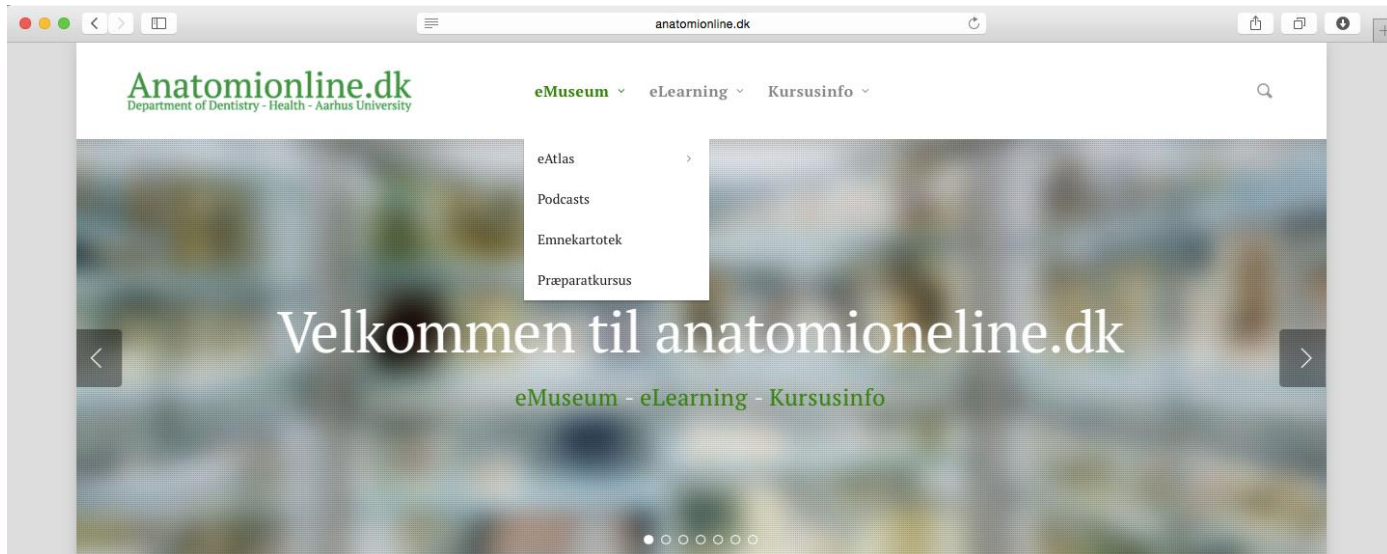 anatomionline.dk
Anatomionline.dk
Department of Dentistry - Health - Aarhus University
eMuseum eLearning Kursusinfo
eAtlas
Podcasts
Emnekartotek
Præparatkursus
Velkommen til anatomioneline.dk
eMuseum - eLearning - Kursusinfo